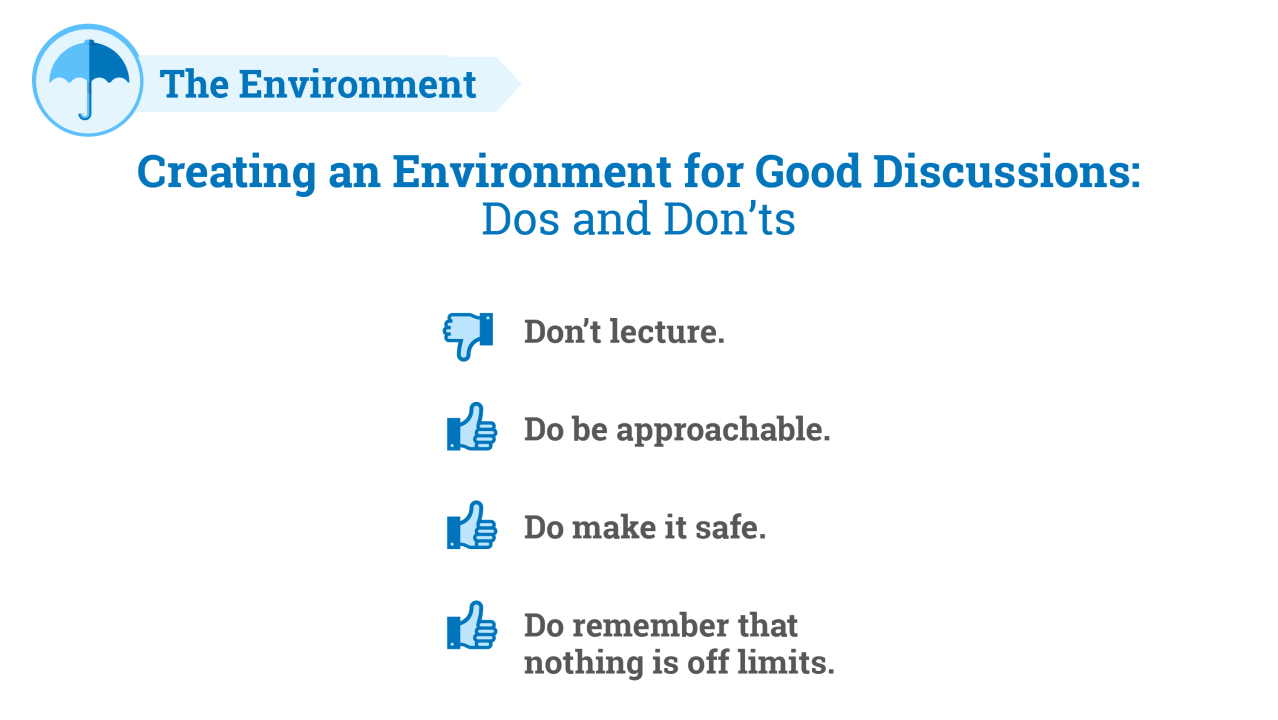 The Environment
Creating an Environment for Good Discussions:
Dos and Don’ts
Don’t lecture.
Do be approachable.
Do make it safe.
Do remember that
nothing is off limits.